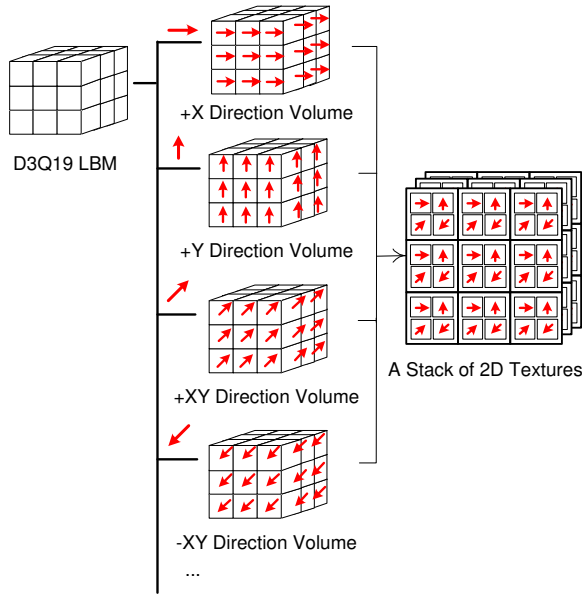 +X Direction Volume
D3Q19 LBM
+Y Direction Volume
A Stack of 2D Textures
+XY Direction Volume
-XY Direction Volume
...